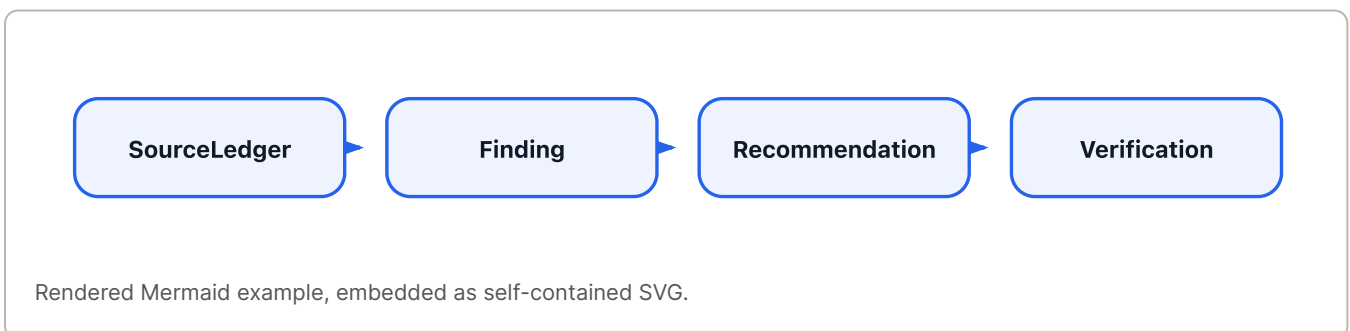 SourceLedger
Finding
Recommendation
Verification
Rendered Mermaid example, embedded as self-contained SVG.